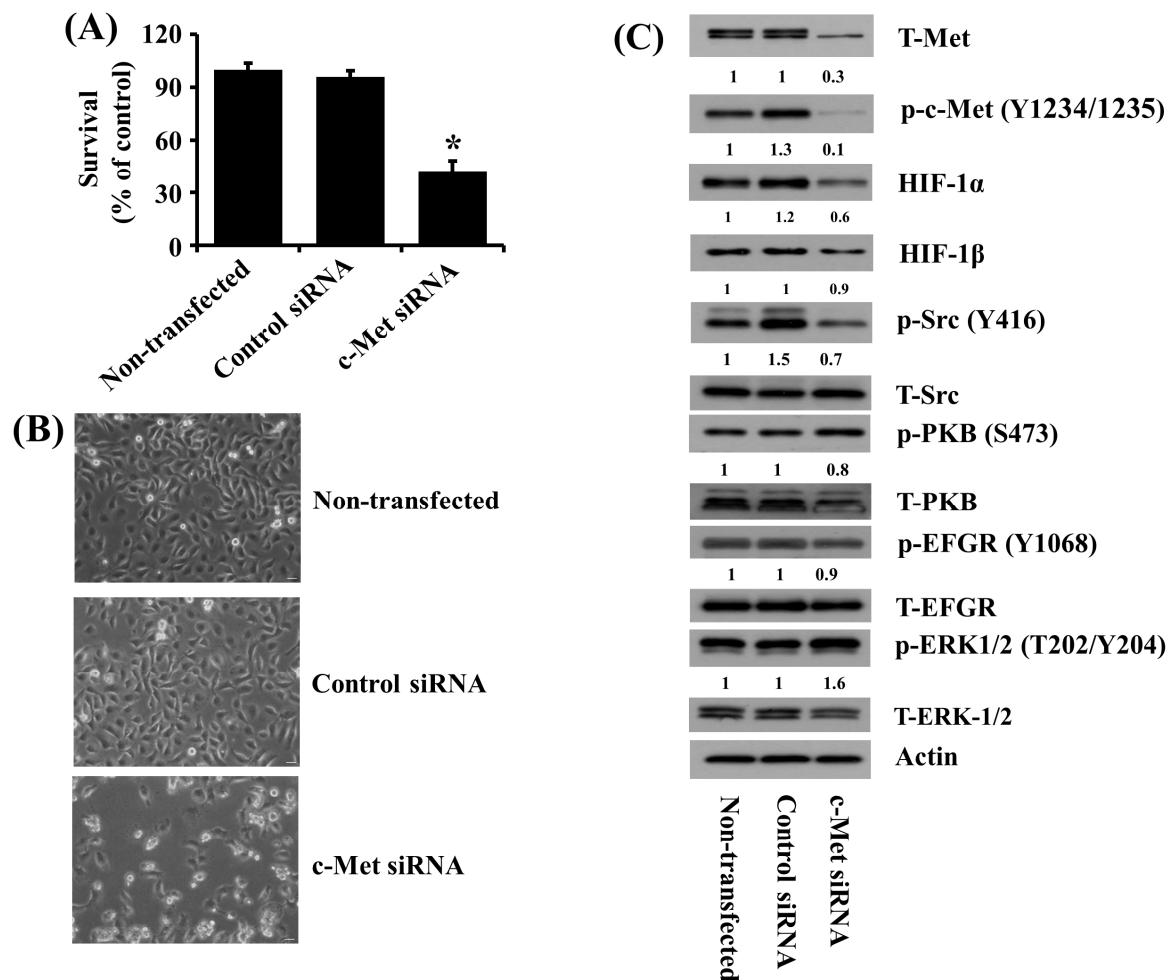 (A)
120
90
60
30
0
Survival
(% of control)
*
Non-transfected
Control siRNA
c-Met siRNA
(B)
Non-transfected
Control siRNA
c-Met siRNA
(C)
T-Met
1 1 0.3
p-c-Met (Y1234/1235)
1 1.3 0.1
HIF-1α
1 1.2 0.6
HIF-1β
1 1 0.9
p-Src (Y416)
1 1.5 0.7
T-Src
p-PKB (S473)
1 1 0.8
T-PKB
p-EFGR (Y1068)
1 1 0.9
T-EFGR
p-ERK1/2 (T202/Y204)
1 1 1.6
T-ERK-1/2
Actin
Non-transfected
Control siRNA
c-Met siRNA